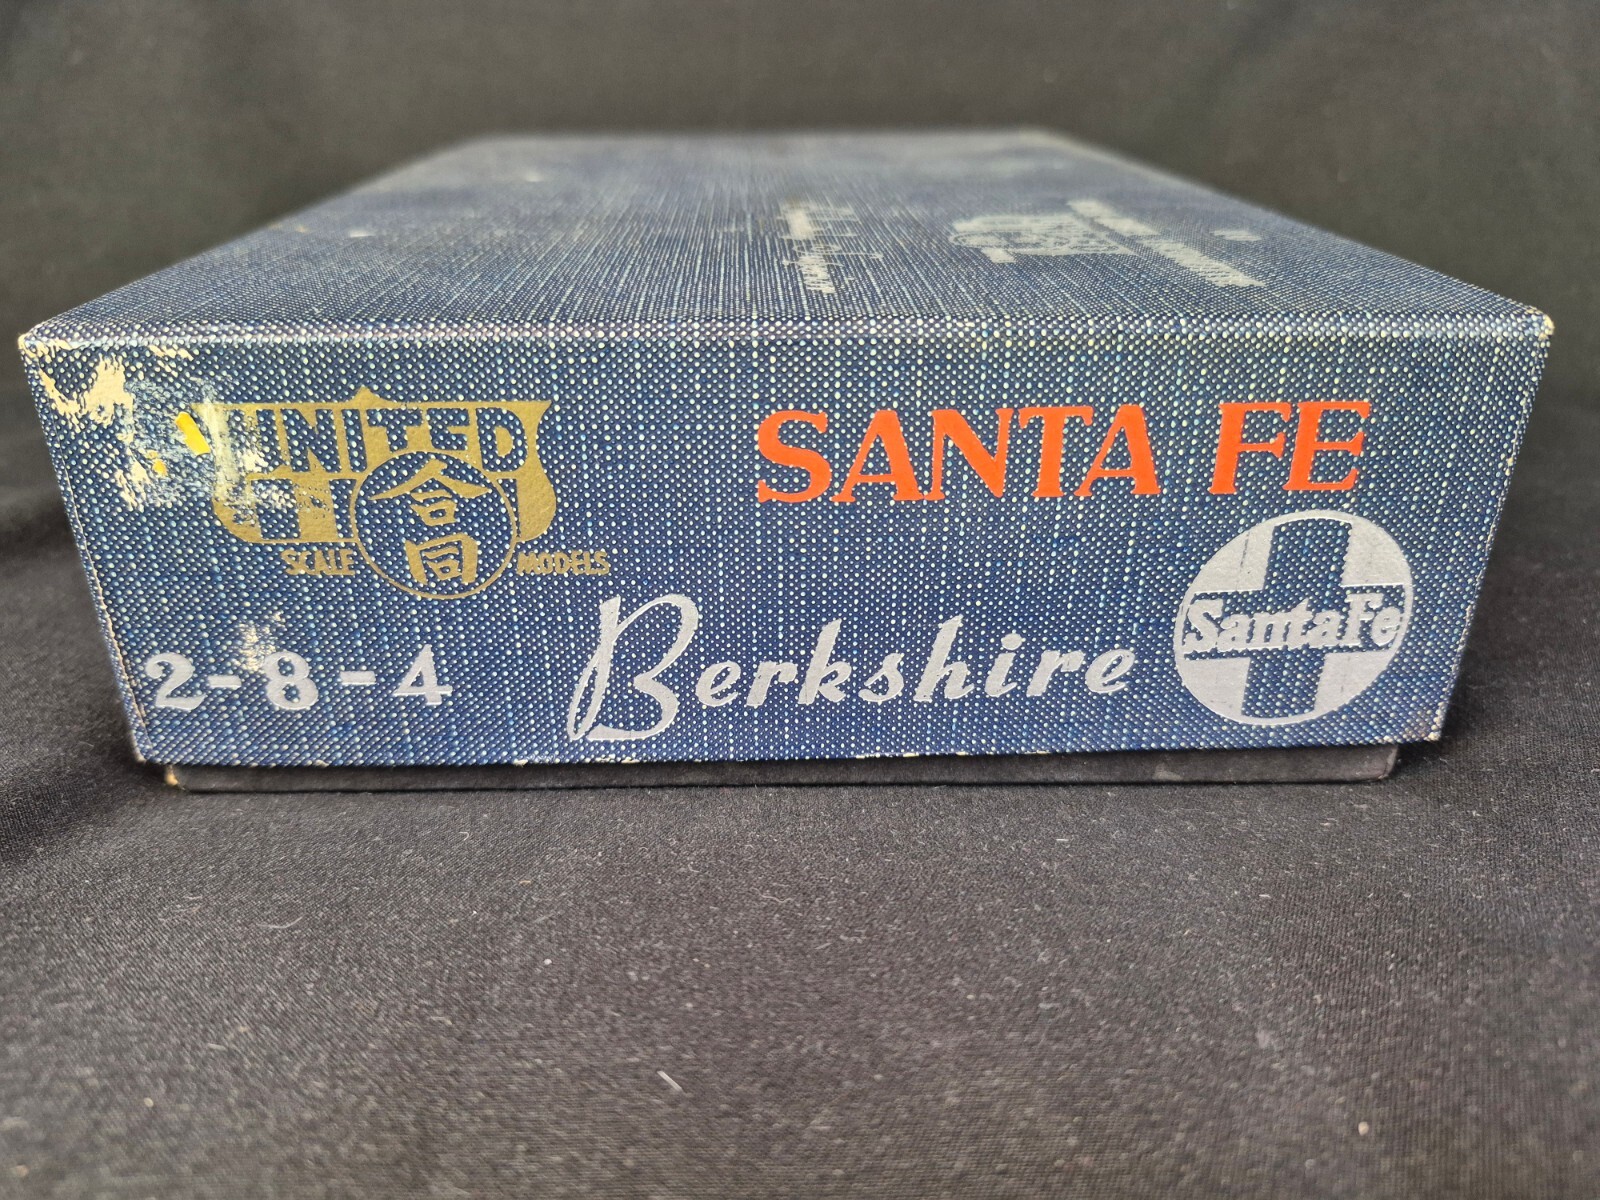 UNITED
合同
SCALE MODELS
SANTA FE
2-8-4
Berkshire
Santa Fe